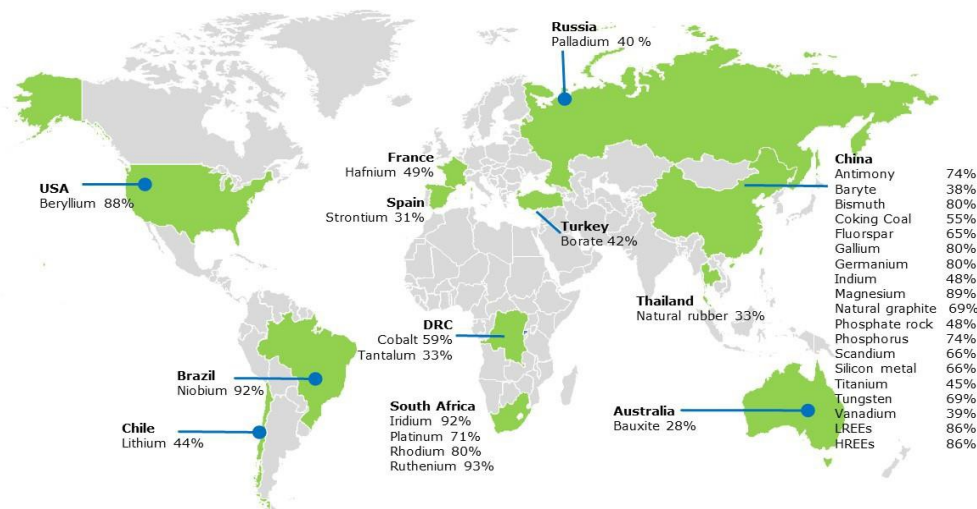 Russia
Palladium 40 %
France
Hafnium 49%
China
Antimony 74%
Baryte 38%
Bismuth 80%
Coking Coal 55%
Fluorspar 65%
Gallium 80%
Germanium 80%
Indium 48%
Magnesium 89%
Natural graphite 69%
Phosphate rock 48%
Phosphorus 74%
Scandium 66%
Silicon metal 66%
Titanium 45%
Tungsten 69%
Vanadium 39%
LREEs 86%
HREEs 86%
USA
Beryllium 88%
Spain
Strontium 31%
Turkey
Borate 42%
Thailand
Natural rubber 33%
DRC
Cobalt 59%
Tantalum 33%
Brazil
Niobium 92%
South Africa
Iridium 92%
Platinum 71%
Rhodium 80%
Ruthenium 93%
Australia
Bauxite 28%
Chile
Lithium 44%